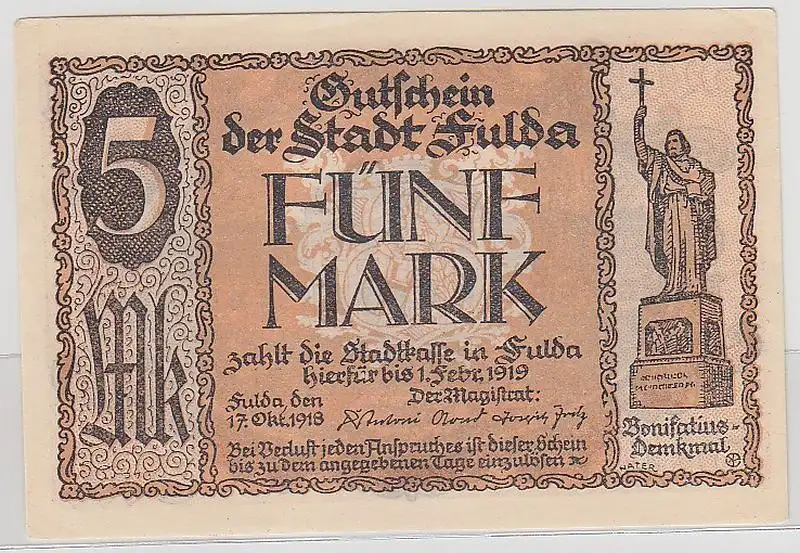 5
Mk
Gutschein
der Stadt Fulda
FÜNF
MARK
zahlt die Stadtkasse in Fulda
hierfür bis 1. Febr. 1919
Fulda, den
17. Okt. 1918
Der Magistrat:
Bei Verlust jeden Anspruches ist dieser Schein
bis zu dem angegebenen Tage einzulösen
Bonifatius-
Denkmal